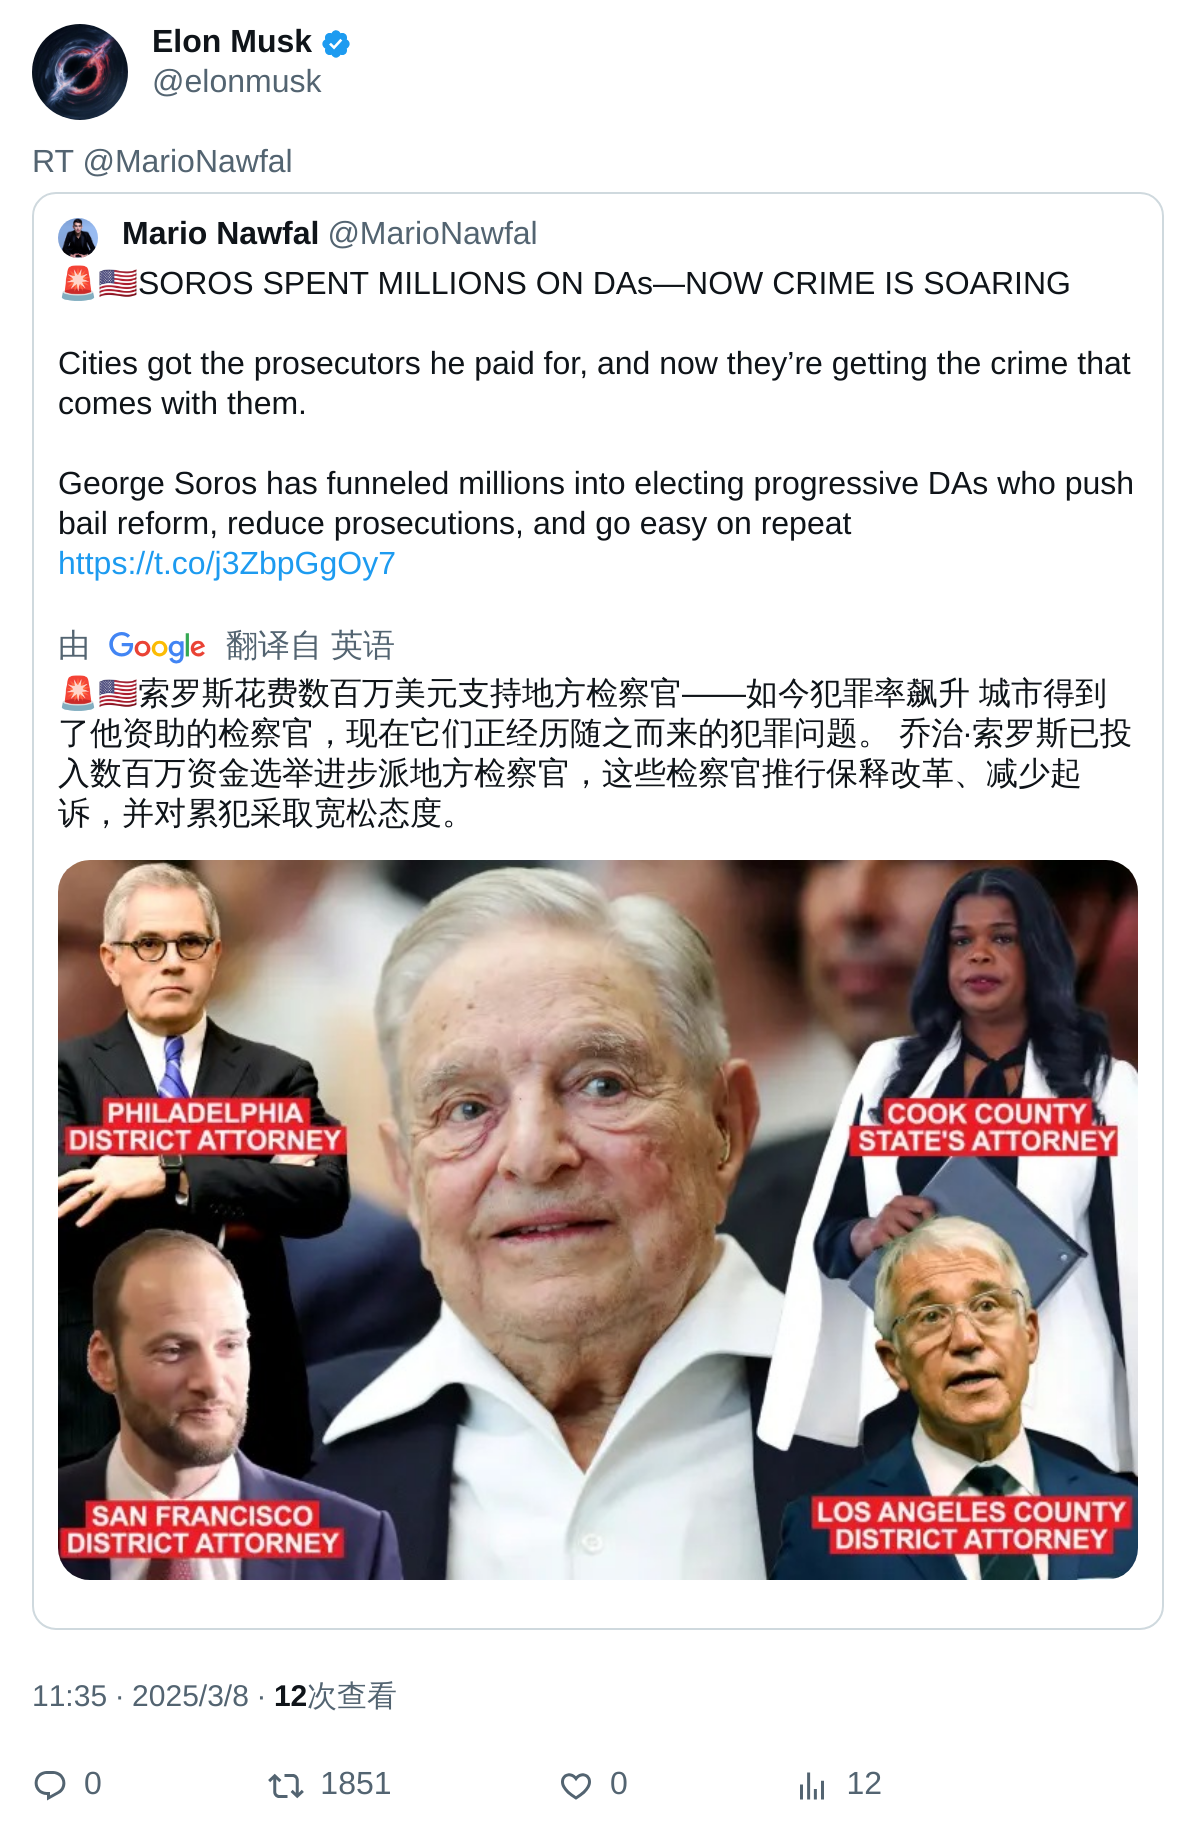 Elon Musk
@elonmusk
RT @MarioNawfal
Mario Nawfal @MarioNawfal
🚨🇺🇸SOROS SPENT MILLIONS ON DAs—NOW CRIME IS SOARING
Cities got the prosecutors he paid for, and now they’re getting the crime that
comes with them.
George Soros has funneled millions into electing progressive DAs who push
bail reform, reduce prosecutions, and go easy on repeat
https://t.co/j3ZbpGgOy7
由 Google 翻译自 英语
🚨🇺🇸索罗斯花费数百万美元支持地方检察官——如今犯罪率飙升 城市得到
了他资助的检察官，现在它们正经历随之而来的犯罪问题。 乔治·索罗斯已投
入数百万资金选举进步派地方检察官，这些检察官推行保释改革、减少起
诉，并对累犯采取宽松态度。
PHILADELPHIA
DISTRICT ATTORNEY
COOK COUNTY
STATE'S ATTORNEY
SAN FRANCISCO
DISTRICT ATTORNEY
LOS ANGELES COUNTY
DISTRICT ATTORNEY
11:35 · 2025/3/8 · 12次查看
0 1851 0 12